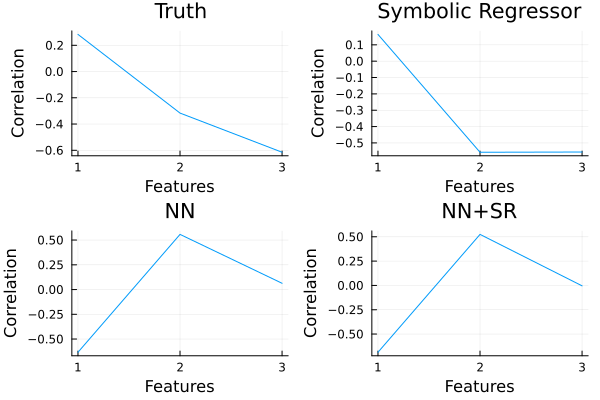 Truth
Correlation
0.2
0.0
−0.2
−0.4
−0.6
1 2 3
Features
Symbolic Regressor
Correlation
0.1
0.0
−0.1
−0.2
−0.3
−0.4
−0.5
1 2 3
Features
NN
Correlation
0.50
0.25
0.00
−0.25
−0.50
1 2 3
Features
NN+SR
Correlation
0.50
0.25
0.00
−0.25
−0.50
1 2 3
Features